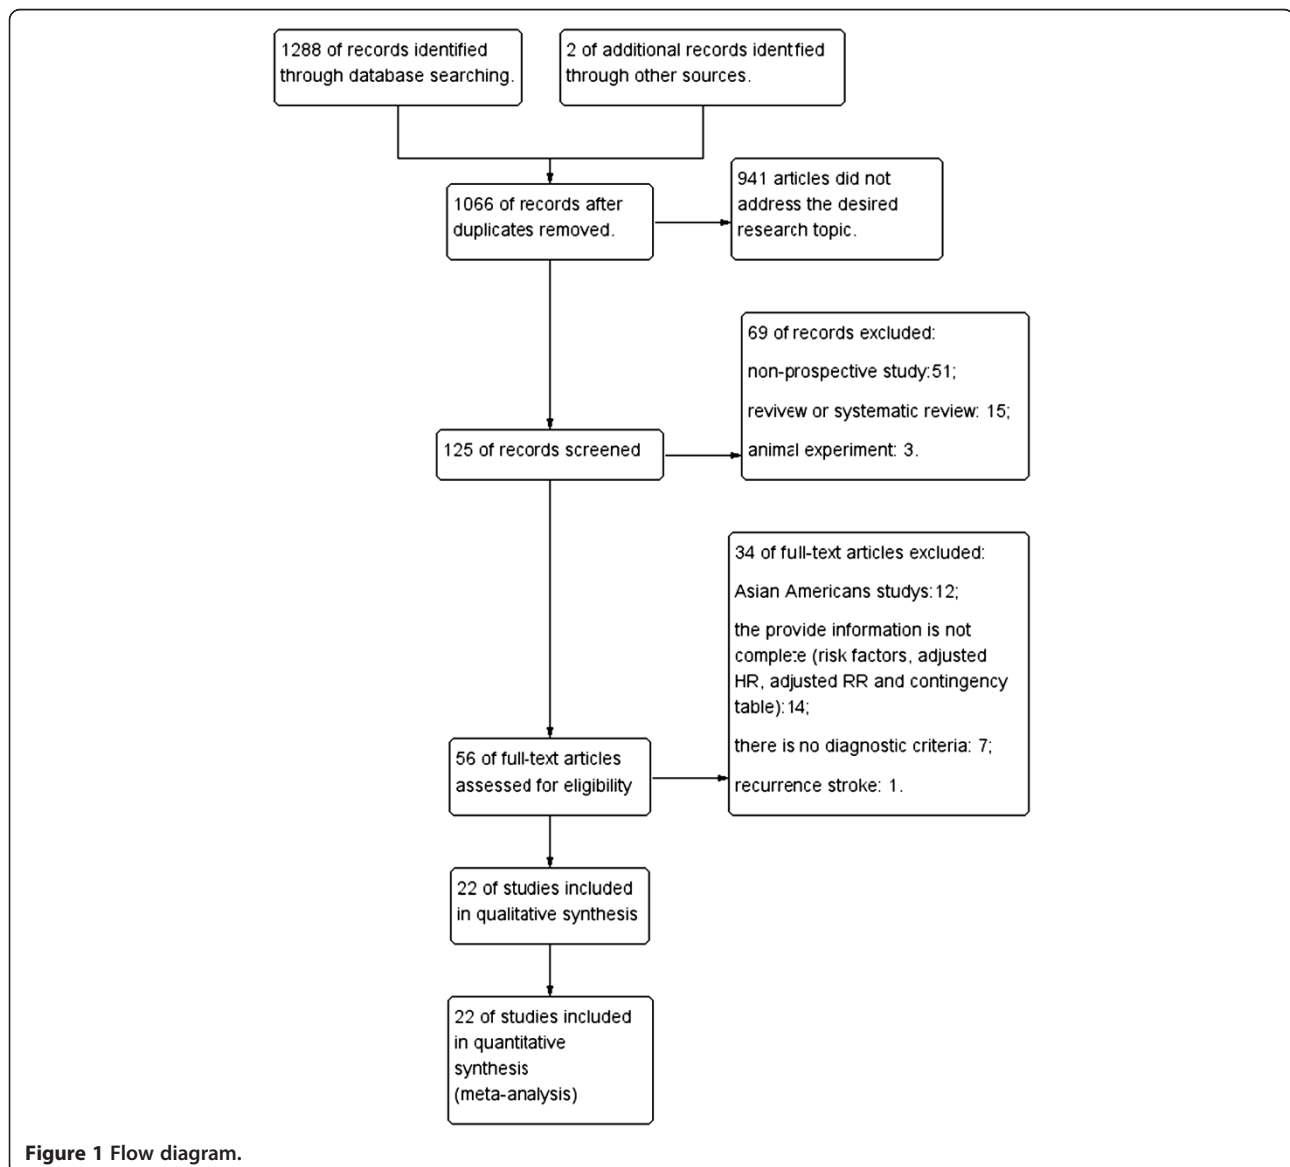 1288 of records identified
through database searching.
2 of additional records identfied
through other sources.
1066 of records after
duplicates removed.
941 articles did not
address the desired
research topic.
69 of records excluded:
non-prospective study:51;
revivew or systematic review: 15;
animal experiment: 3.
125 of records screened
34 of full-text articles excluded:
Asian Americans studys:12;
the provide information is not
complete (risk factors, adjusted
HR, adjusted RR and contingency
table):14;
there is no diagnostic criteria: 7;
recurrence stroke: 1.
56 of full-text articles
assessed for eligibility
22 of studies included
in qualitative synthesis
22 of studies included
in quantitative
synthesis
(meta-analysis)
Figure 1 Flow diagram.